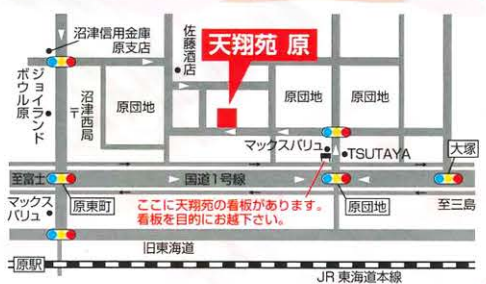 沼津信用金庫
原支店
佐藤酒店
天翔苑 原
ジョイランド
ボウル原
〒沼津西局
原団地
原団地
原団地
マックスバリュ
TSUTAYA
大塚
至富士
国道1号線
原東町
ここに天翔苑の看板があります。
看板を目的にお越下さい。
原団地
至三島
マックス
バリュ
旧東海道
原駅
JR 東海道本線